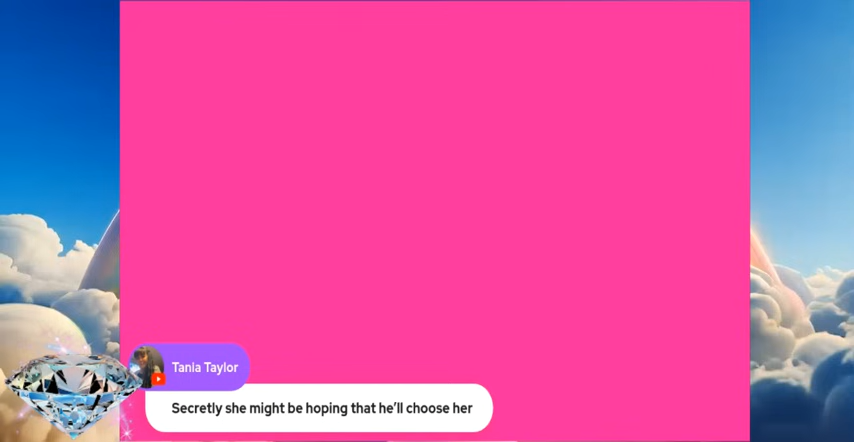 Tania Taylor
Secretly she might be hoping that he’ll choose her